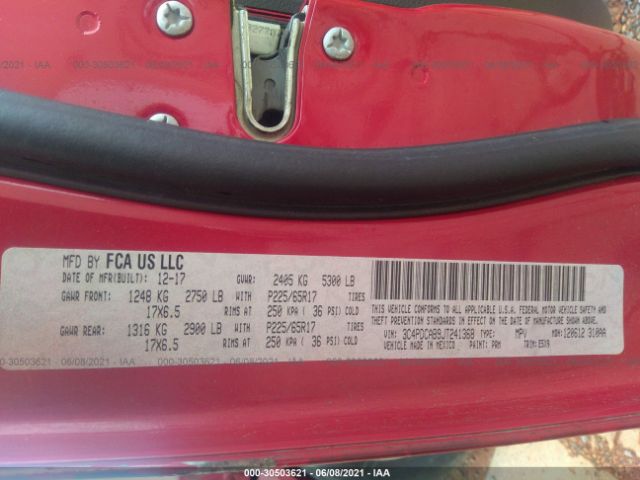 000-30503621 - 06/08/2021 - IAA
MFD BY FCA US LLC
DATE OF MFR(BUILT): 12-17 GVWR: 2405 KG 5300 LB
GAWR FRONT: 1248 KG 2750 LB WITH P225/65R17 TIRES
17X6.5 RIMS AT 250 KPA ( 36 PSI) COLD
GAWR REAR: 1316 KG 2900 LB WITH P225/65R17 TIRES
17X6.5 RIMS AT 250 KPA ( 36 PSI) COLD
THIS VEHICLE CONFORMS TO ALL APPLICABLE U.S.A. FEDERAL MOTOR VEHICLE SAFETY AND
THEFT PREVENTION STANDARDS IN EFFECT ON THE DATE OF MANUFACTURE SHOWN ABOVE.
VIN: 3C4PDCAB9JT241368 TYPE: MPV MDH: 120612 310AA
VEHICLE MADE IN MEXICO PAINT: PRM TRIM: E5X9
000-30503621 - 06/08/2021 - IAA
000-30503621 - 06/08/2021 - IAA